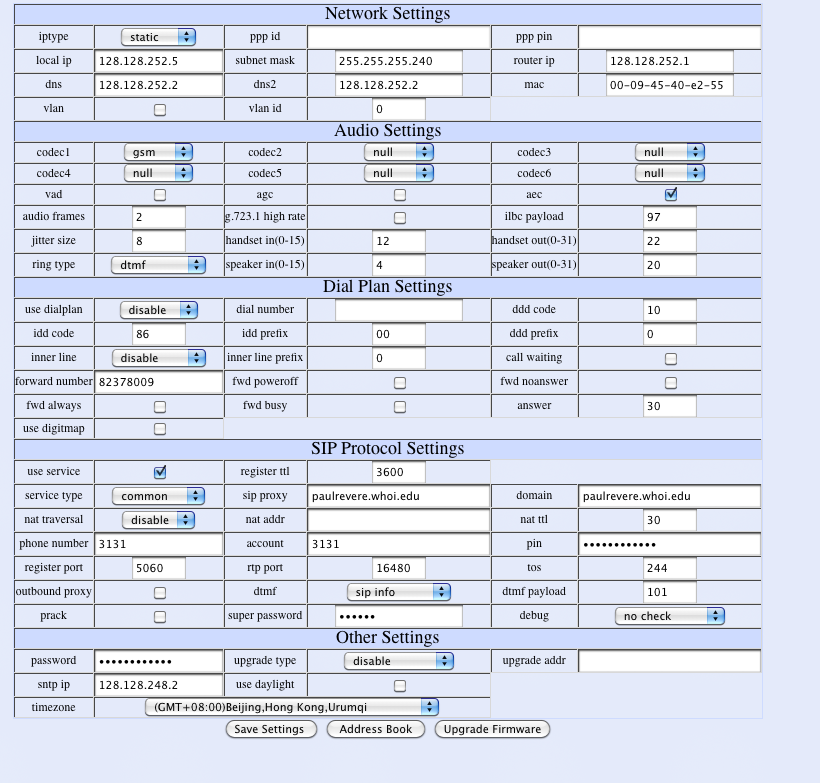 Network Settings
iptype static ppp id ppp pin
local ip 128.128.252.5 subnet mask 255.255.255.240 router ip 128.128.252.1
dns 128.128.252.2 dns2 128.128.252.2 mac 00-09-45-40-e2-55
vlan vlan id 0
Audio Settings
codec1 gsm codec2 null codec3 null
codec4 null codec5 null codec6 null
vad agc aec
audio frames 2 g.723.1 high rate ilbc payload 97
jitter size 8 handset in(0-15) 12 handset out(0-31) 22
ring type dtmf speaker in(0-15) 4 speaker out(0-31) 20
Dial Plan Settings
use dialplan disable dial number ddd code 10
idd code 86 idd prefix 00 ddd prefix 0
inner line disable inner line prefix 0 call waiting
forward number 82378009 fwd poweroff fwd noanswer
fwd always fwd busy answer 30
use digitmap
SIP Protocol Settings
use service register ttl 3600
service type common sip proxy paulrevere.whoi.edu domain paulrevere.whoi.edu
nat traversal disable nat addr nat ttl 30
phone number 3131 account 3131 pin ••••••••••••
register port 5060 rtp port 16480 tos 244
outbound proxy dtmf sip info dtmf payload 101
prack super password •••••• debug no check
Other Settings
password •••••••••••• upgrade type disable upgrade addr
sntp ip 128.128.248.2 use daylight
timezone (GMT+08:00)Beijing,Hong Kong,Urumqi
Save Settings Address Book Upgrade Firmware